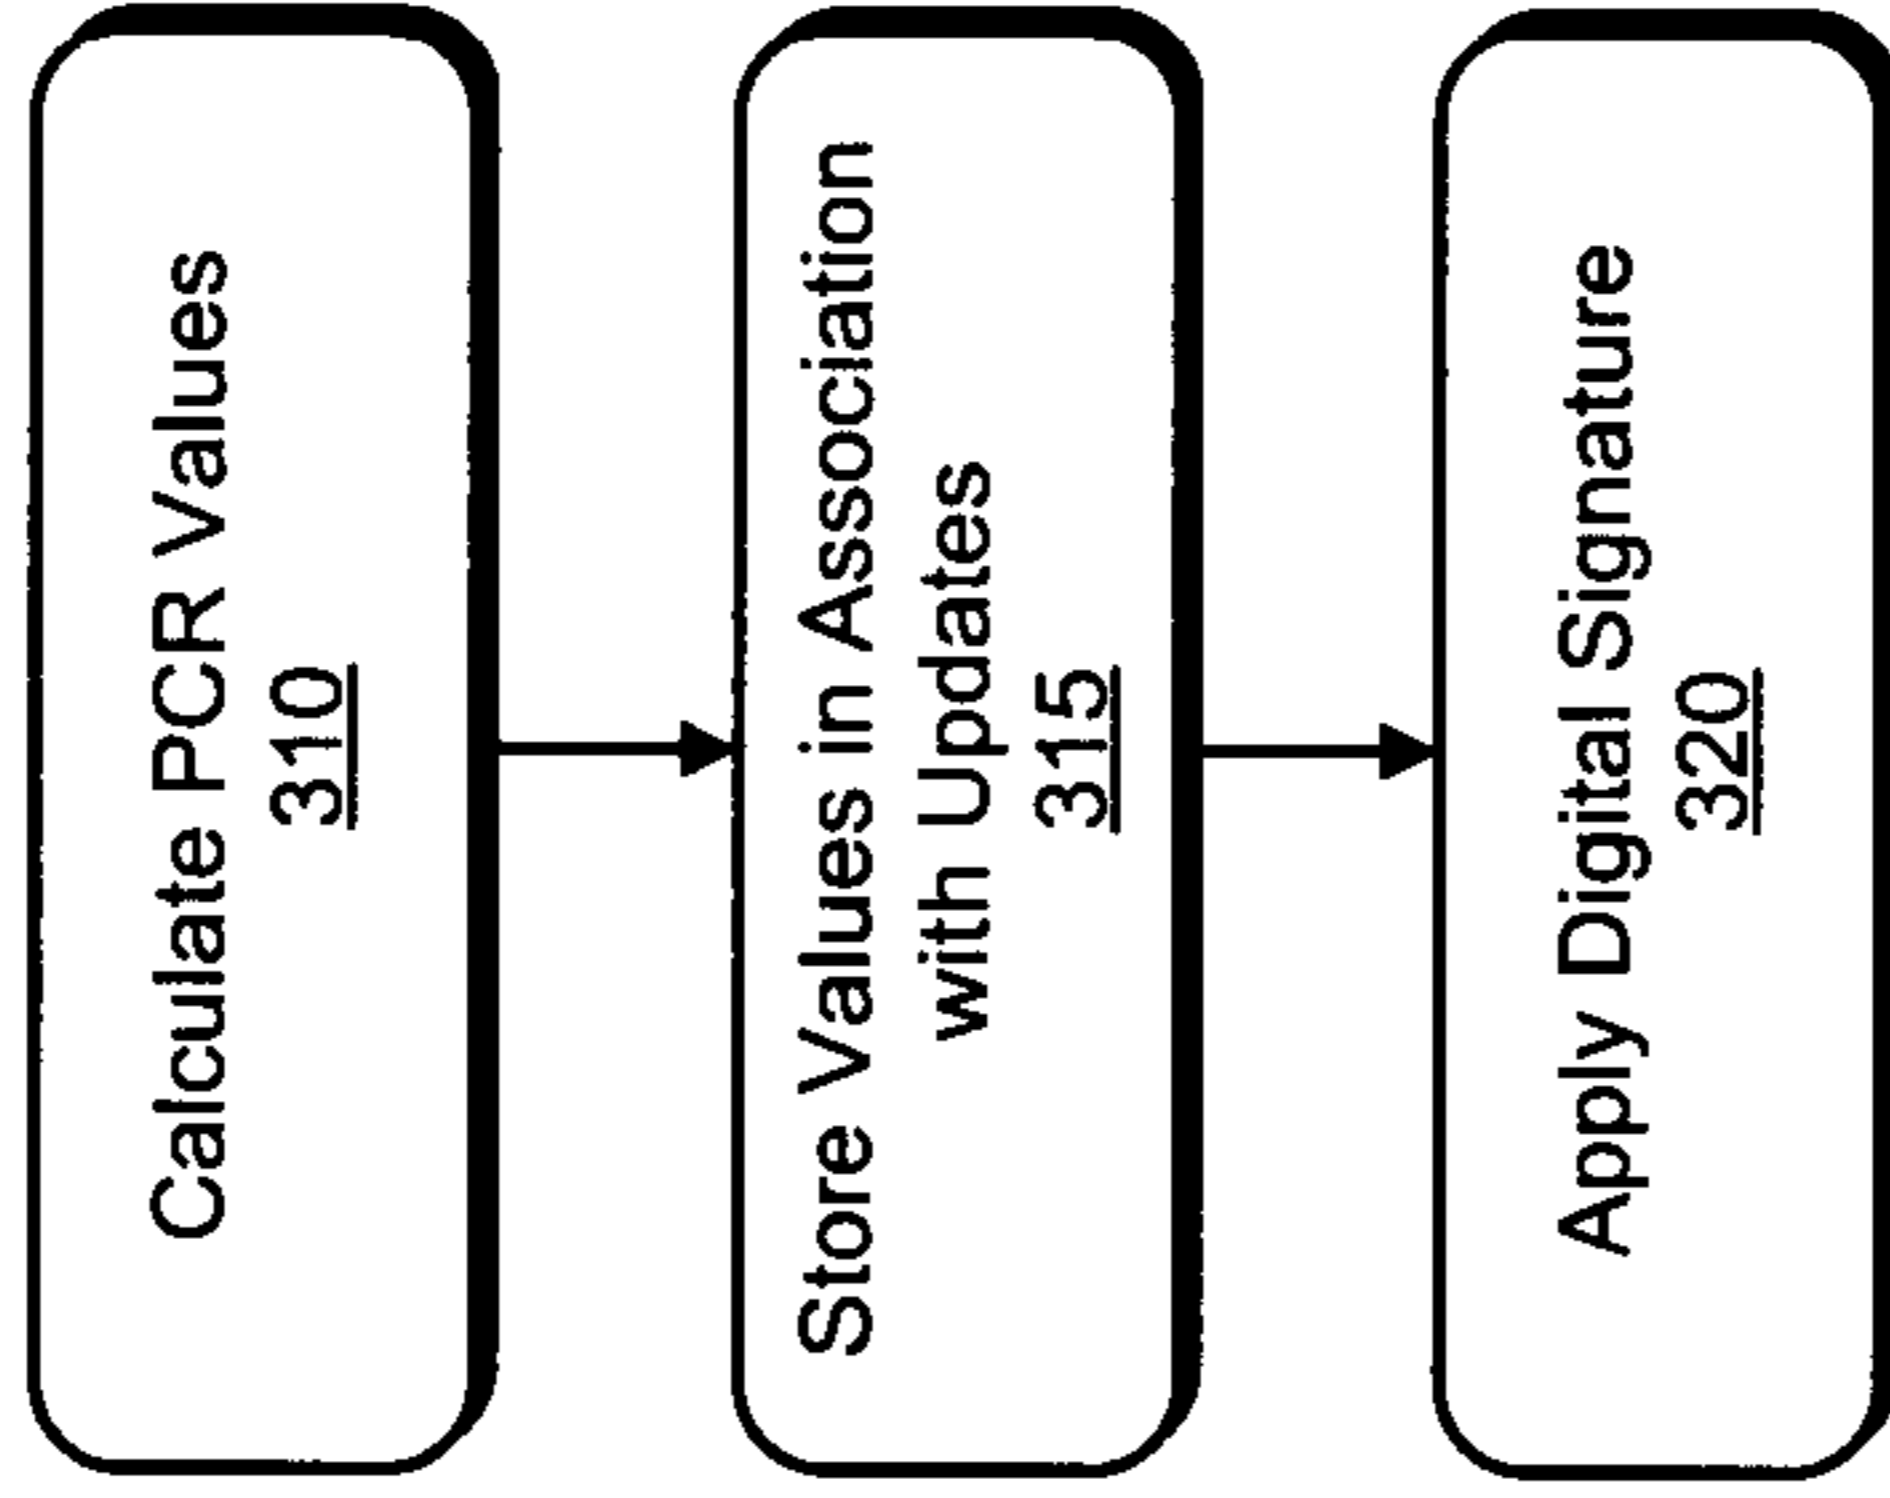 Calculate PCR Values
310
Store Values in Association
with Updates
315
Apply Digital Signature
320